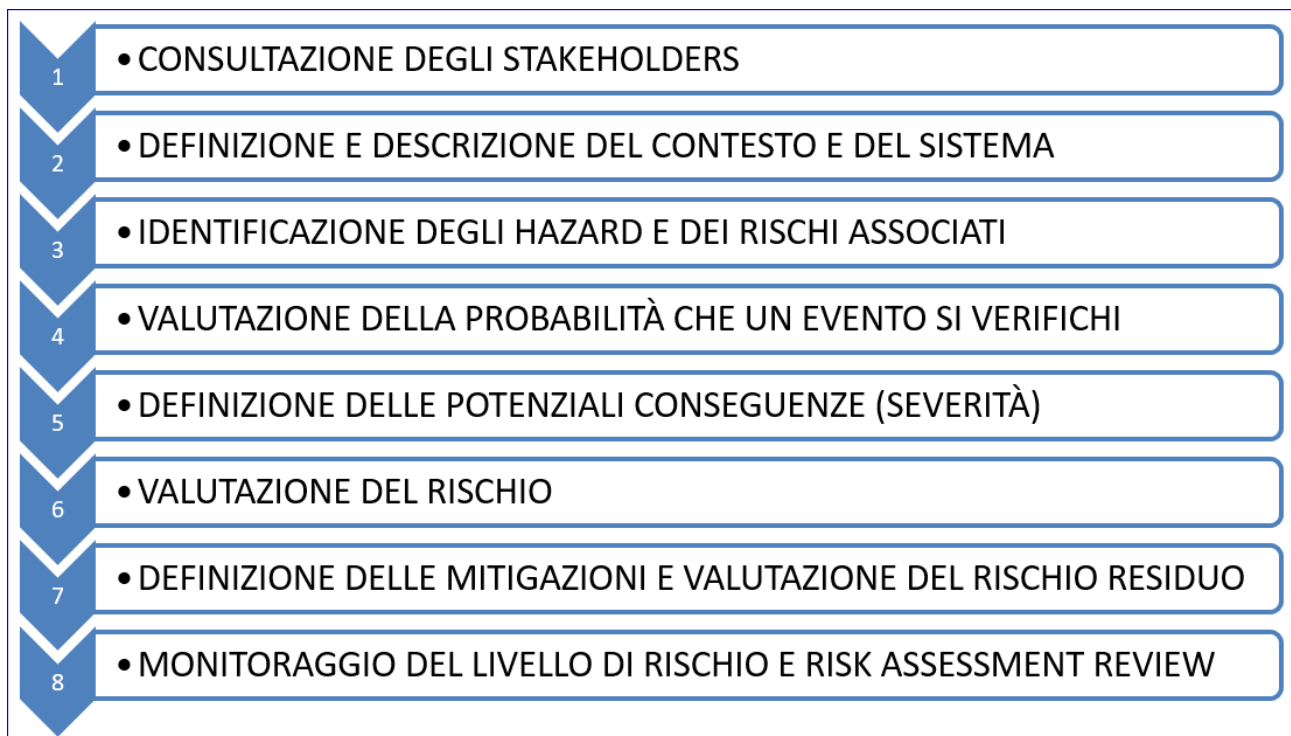 1
• CONSULTAZIONE DEGLI STAKEHOLDERS
2
• DEFINIZIONE E DESCRIZIONE DEL CONTESTO E DEL SISTEMA
3
• IDENTIFICAZIONE DEGLI HAZARD E DEI RISCHI ASSOCIATI
4
• VALUTAZIONE DELLA PROBABILITÀ CHE UN EVENTO SI VERIFICHI
5
• DEFINIZIONE DELLE POTENZIALI CONSEGUENZE (SEVERITÀ)
6
• VALUTAZIONE DEL RISCHIO
7
• DEFINIZIONE DELLE MITIGAZIONI E VALUTAZIONE DEL RISCHIO RESIDUO
8
• MONITORAGGIO DEL LIVELLO DI RISCHIO E RISK ASSESSMENT REVIEW